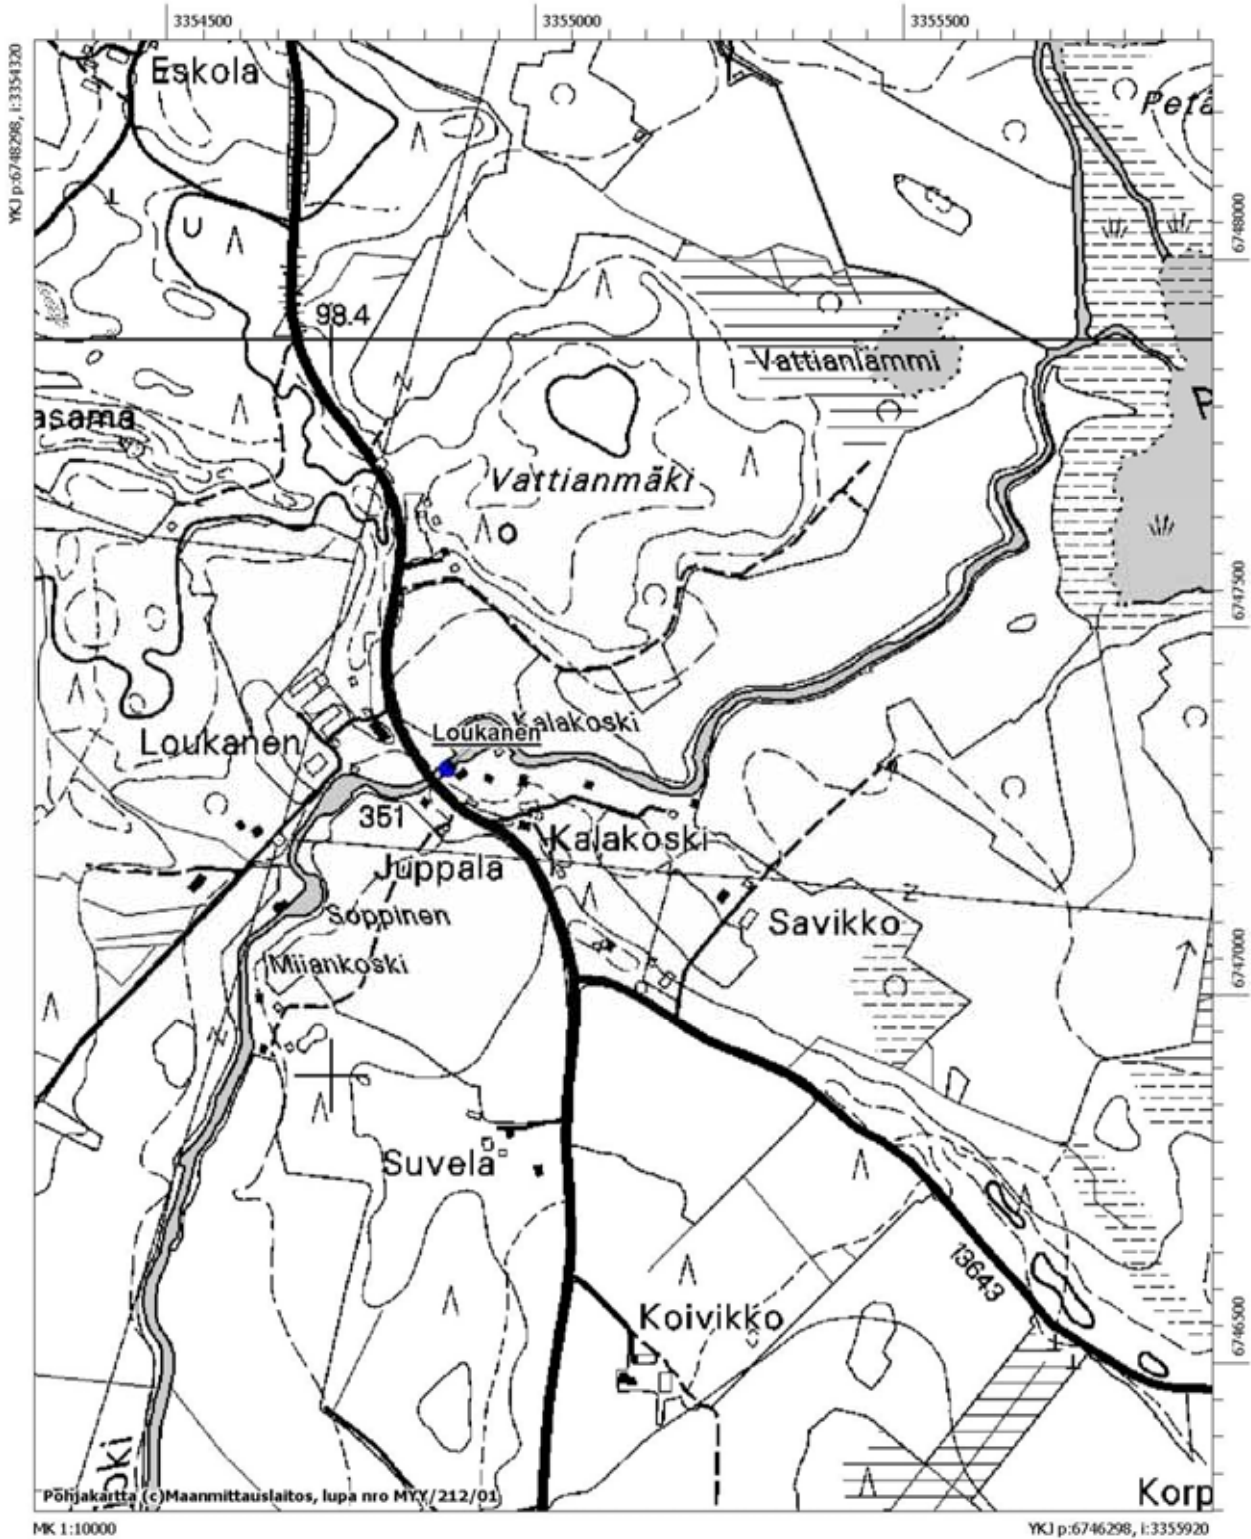 3354500
3355000
3355500
YKJ p:6748298, i:3354320
Eskola
6748000
98.4
Vattianlammi
asama
Vattianmäki
6747500
Kalakoski
Loukanen
Loukanen
351
Kalakoski
Juppala
Soppinen
Savikko
Miiankoski
6747000
Suvela
13643
Koivikko
6746500
oki
Korp
Pohjakartta (c)Maanmittauslaitos, lupa nro MYY/212/01
MK 1:10000
YKJ p:6746298, i:3355920